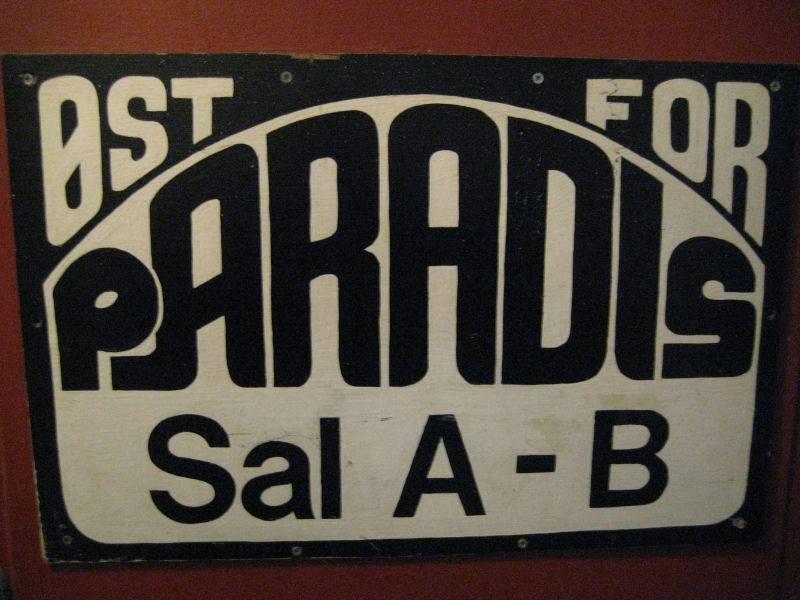 ØST FOR
PARADIS
Sal A - B